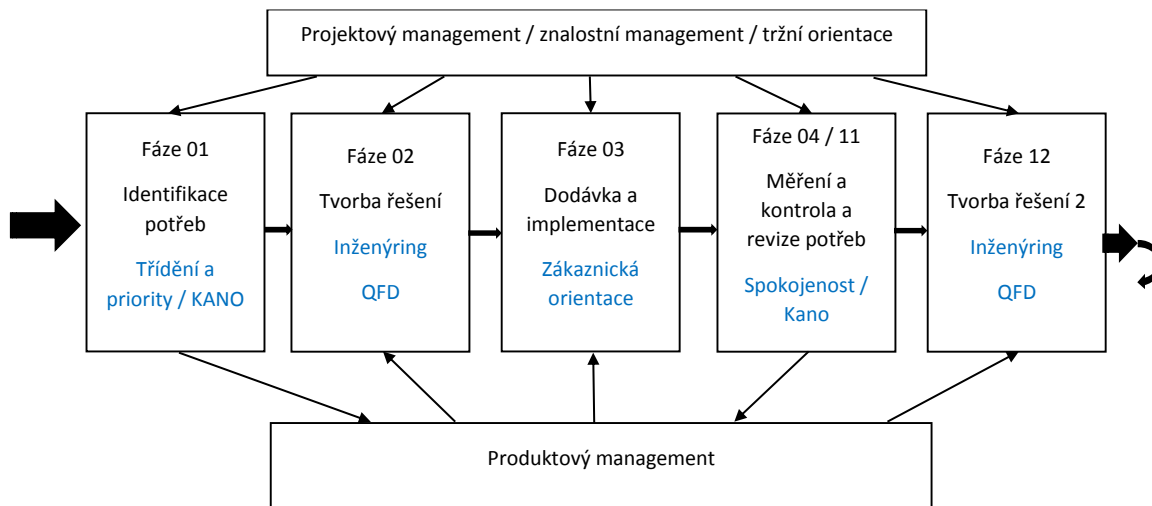 Projektový management / znalostní management / tržní orientace
Fáze 01
Identifikace
potřeb
Třídění a
priority / KANO
Fáze 02
Tvorba řešení
Inženýring
QFD
Fáze 03
Dodávka a
implementace
Zákaznická
orientace
Fáze 04 / 11
Měření a
kontrola a
revize potřeb
Spokojenost /
Kano
Fáze 12
Tvorba řešení 2
Inženýring
QFD
Produktový management